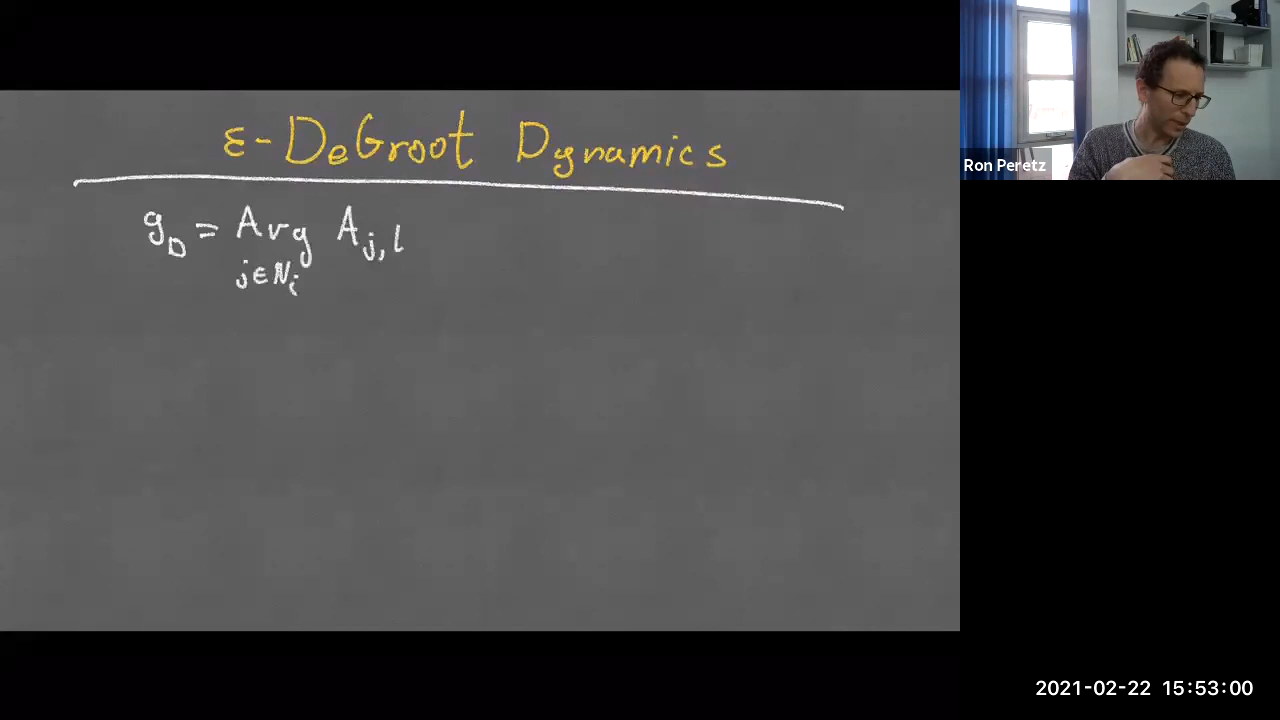 ε-DeGroot Dynamics
g_D = Avg A_{j,l}
j∈N_i
Ron Peretz
2021-02-22 15:53:00